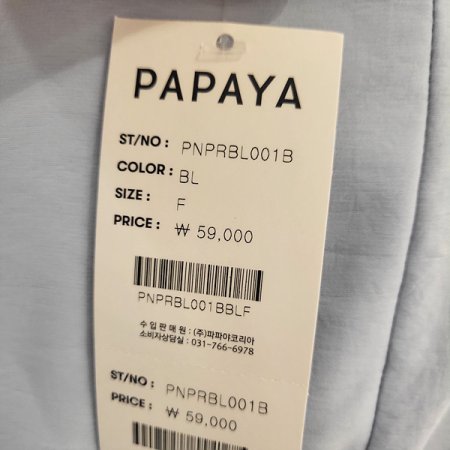 PAPAYA
ST/NO : PNPRBL001B
COLOR : BL
SIZE : F
PRICE : ₩ 59,000
PNPRBL001BBLF
수 입 판 매 원 : (주)파파야코리아
소비자상담실 : 031-766-6978
ST/NO : PNPRBL001B
PRICE : ₩ 59,000